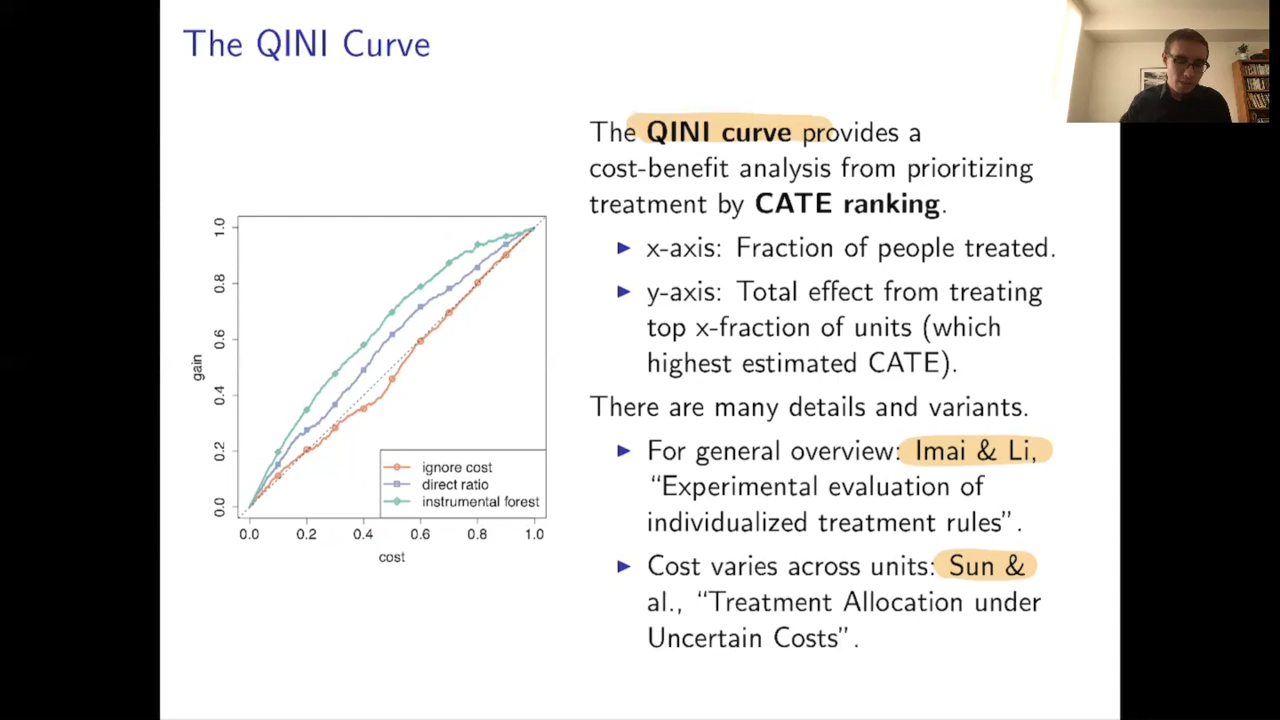 The QINI Curve
The QINI curve provides a
cost-benefit analysis from prioritizing
treatment by CATE ranking.
▶ x-axis: Fraction of people treated.
▶ y-axis: Total effect from treating
top x-fraction of units (which
highest estimated CATE).
There are many details and variants.
▶ For general overview: Imai & Li,
“Experimental evaluation of
individualized treatment rules”.
▶ Cost varies across units: Sun &
al., “Treatment Allocation under
Uncertain Costs”.
gain
1.0
0.8
0.6
0.4
0.2
0.0
ignore cost
direct ratio
instrumental forest
0.0 0.2 0.4 0.6 0.8 1.0
cost